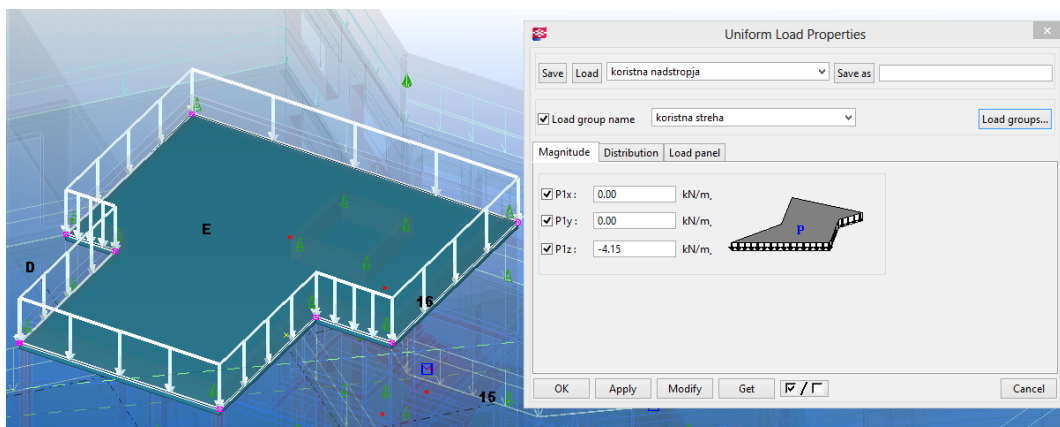 Uniform Load Properties
Save Load koristna nadstropja Save as
Load group name koristna streha Load groups...
Magnitude Distribution Load panel
P1x : 0.00 kN/m,
P1y : 0.00 kN/m,
P1z : -4.15 kN/m,
P
OK Apply Modify Get / Cancel
E
D
16
15